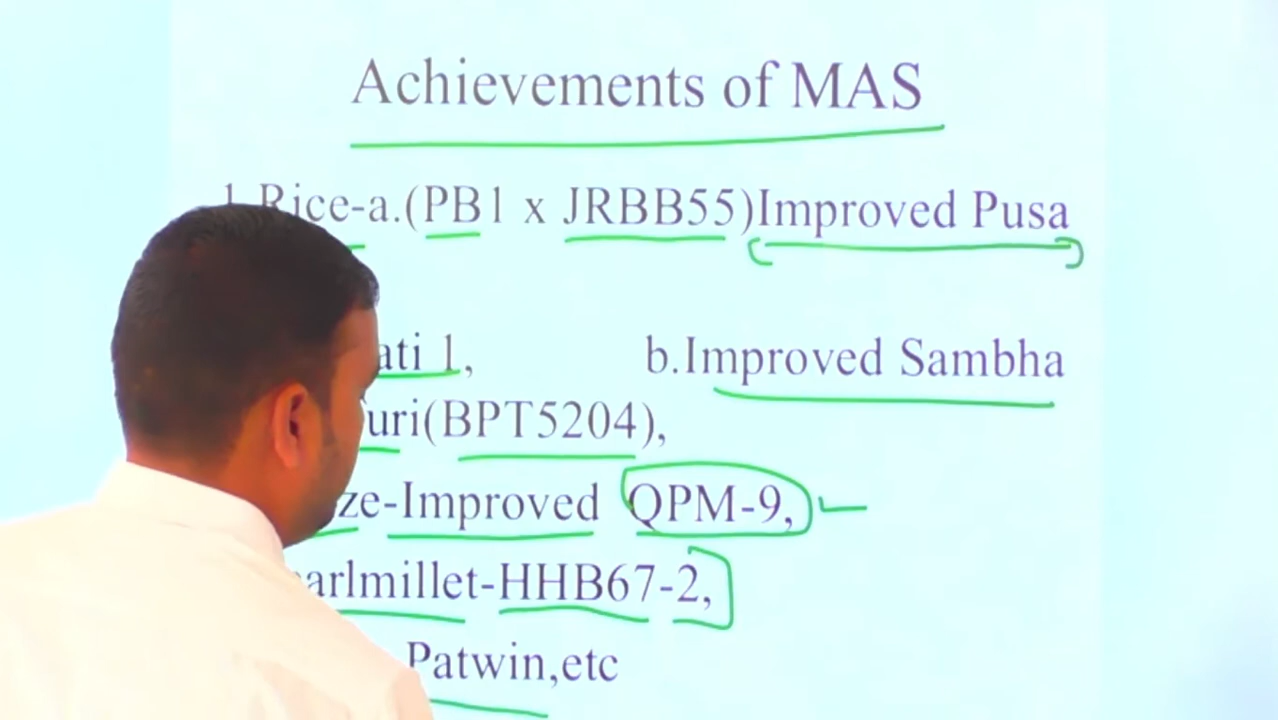 Achievements of MAS
1.Rice-a.(PB1 x JRBB55)Improved Pusa
ati 1, b.Improved Sambha
uri(BPT5204),
ze-Improved QPM-9,
arlmillet-HHB67-2,
Patwin,etc